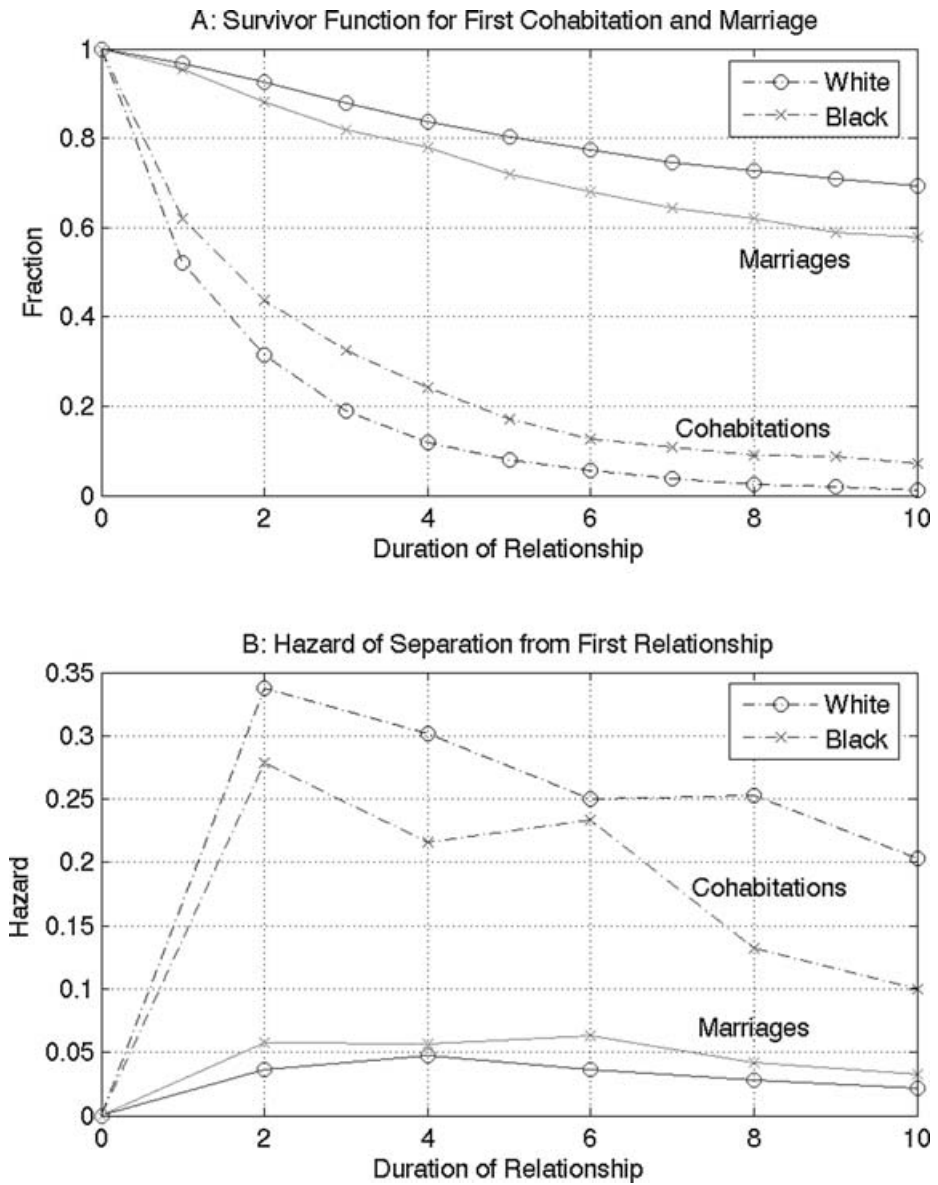 A: Survivor Function for First Cohabitation and Marriage
1
0.8
0.6
0.4
0.2
0
Fraction
White
Black
Marriages
Cohabitations
0 2 4 6 8 10
Duration of Relationship
B: Hazard of Separation from First Relationship
0.35
0.3
0.25
0.2
0.15
0.1
0.05
0
Hazard
White
Black
Cohabitations
Marriages
0 2 4 6 8 10
Duration of Relationship